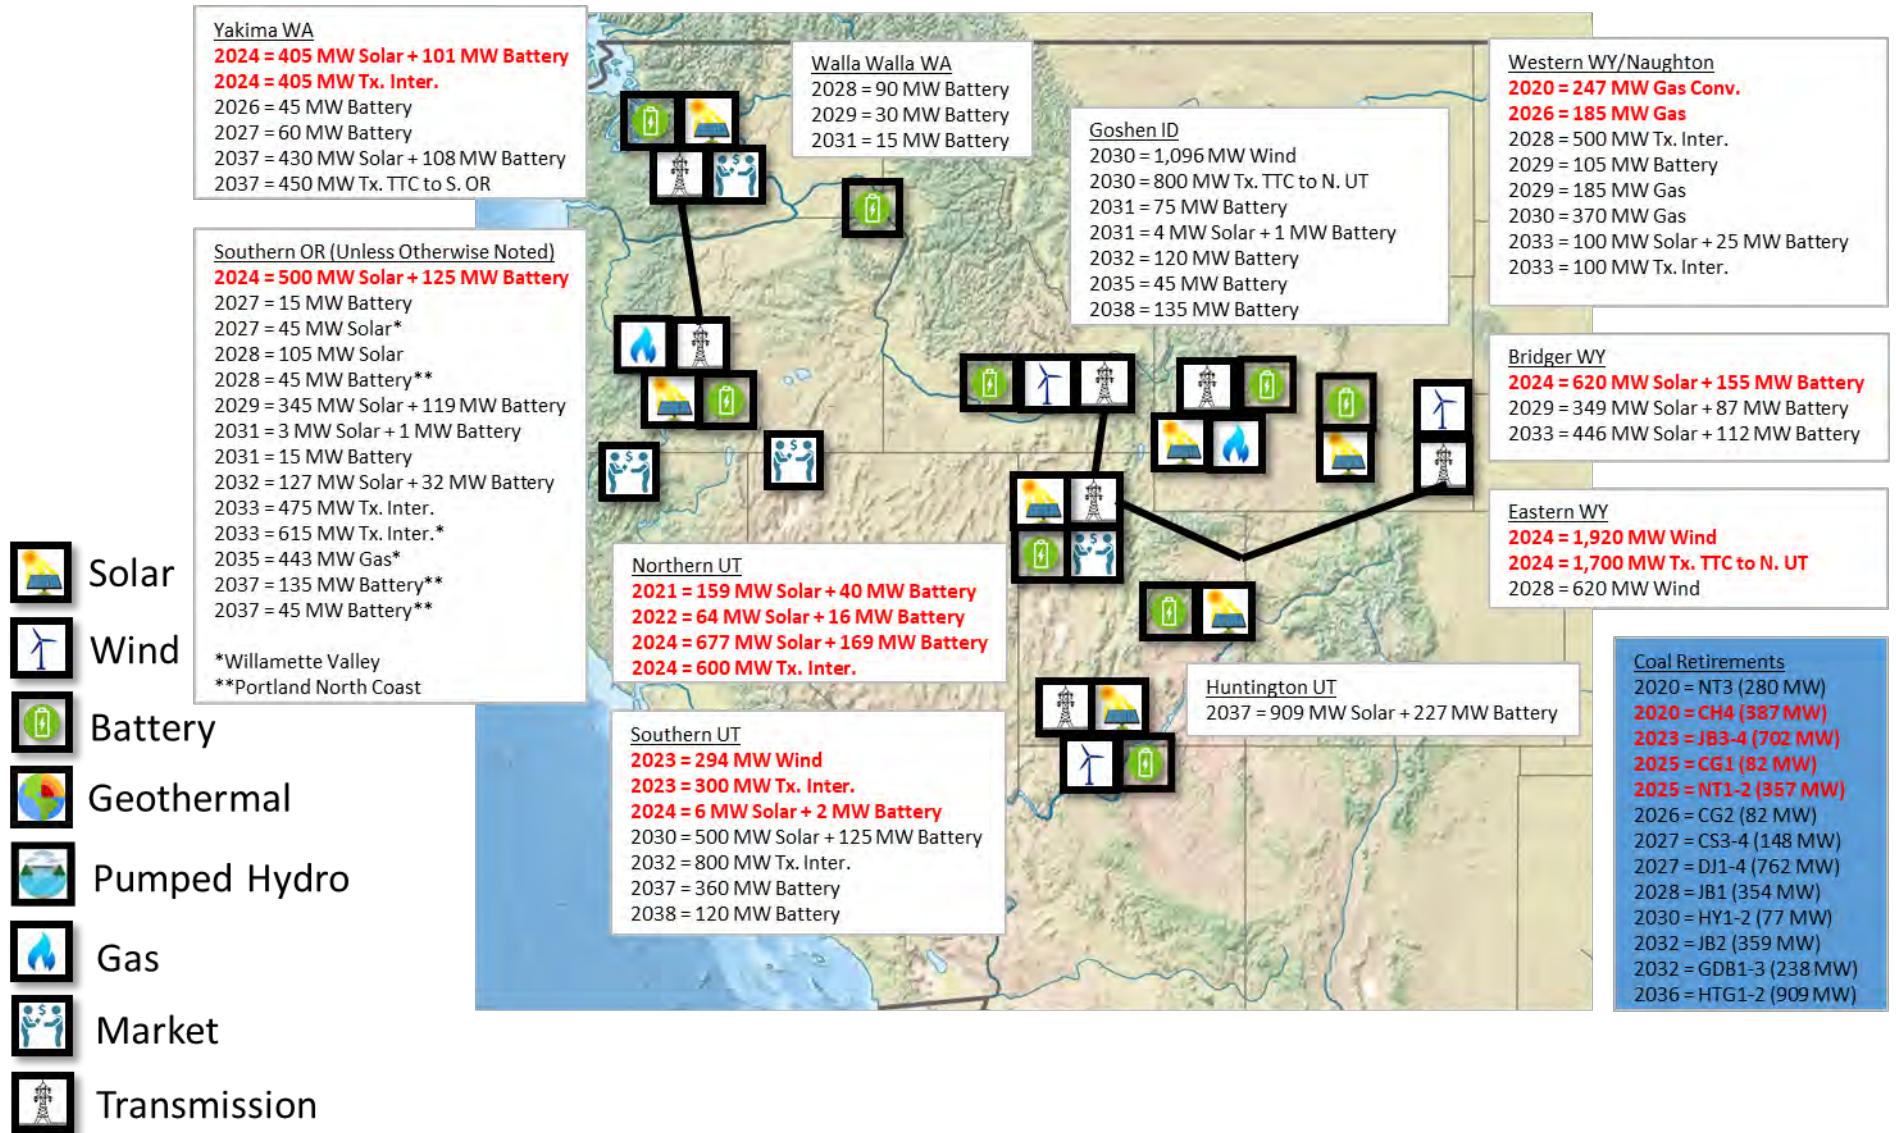 Yakima WA
2024 = 405 MW Solar + 101 MW Battery
2024 = 405 MW Tx. Inter.
2026 = 45 MW Battery
2027 = 60 MW Battery
2037 = 430 MW Solar + 108 MW Battery
2037 = 450 MW Tx. TTC to S. OR
Walla Walla WA
2028 = 90 MW Battery
2029 = 30 MW Battery
2031 = 15 MW Battery
Goshen ID
2030 = 1,096 MW Wind
2030 = 800 MW Tx. TTC to N. UT
2031 = 75 MW Battery
2031 = 4 MW Solar + 1 MW Battery
2032 = 120 MW Battery
2035 = 45 MW Battery
2038 = 135 MW Battery
Western WY/Naughton
2020 = 247 MW Gas Conv.
2026 = 185 MW Gas
2028 = 500 MW Tx. Inter.
2029 = 105 MW Battery
2029 = 185 MW Gas
2030 = 370 MW Gas
2033 = 100 MW Solar + 25 MW Battery
2033 = 100 MW Tx. Inter.
Southern OR (Unless Otherwise Noted)
2024 = 500 MW Solar + 125 MW Battery
2027 = 15 MW Battery
2027 = 45 MW Solar*
2028 = 105 MW Solar
2028 = 45 MW Battery**
2029 = 345 MW Solar + 119 MW Battery
2031 = 3 MW Solar + 1 MW Battery
2031 = 15 MW Battery
2032 = 127 MW Solar + 32 MW Battery
2033 = 475 MW Tx. Inter.
2033 = 615 MW Tx. Inter.*
2035 = 443 MW Gas*
2037 = 135 MW Battery**
2037 = 45 MW Battery**
*Willamette Valley
**Portland North Coast
Bridger WY
2024 = 620 MW Solar + 155 MW Battery
2029 = 349 MW Solar + 87 MW Battery
2033 = 446 MW Solar + 112 MW Battery
Eastern WY
2024 = 1,920 MW Wind
2024 = 1,700 MW Tx. TTC to N. UT
2028 = 620 MW Wind
Northern UT
2021 = 159 MW Solar + 40 MW Battery
2022 = 64 MW Solar + 16 MW Battery
2024 = 677 MW Solar + 169 MW Battery
2024 = 600 MW Tx. Inter.
Huntington UT
2037 = 909 MW Solar + 227 MW Battery
Southern UT
2023 = 294 MW Wind
2023 = 300 MW Tx. Inter.
2024 = 6 MW Solar + 2 MW Battery
2030 = 500 MW Solar + 125 MW Battery
2032 = 800 MW Tx. Inter.
2037 = 360 MW Battery
2038 = 120 MW Battery
Coal Retirements
2020 = NT3 (280 MW)
2020 = CH4 (387 MW)
2023 = JB3-4 (702 MW)
2025 = CG1 (82 MW)
2025 = NT1-2 (357 MW)
2026 = CG2 (82 MW)
2027 = CS3-4 (148 MW)
2027 = DJ1-4 (762 MW)
2028 = JB1 (354 MW)
2030 = HY1-2 (77 MW)
2032 = JB2 (359 MW)
2032 = GDB1-3 (238 MW)
2036 = HTG1-2 (909 MW)
Solar
Wind
Battery
Geothermal
Pumped Hydro
Gas
Market
Transmission